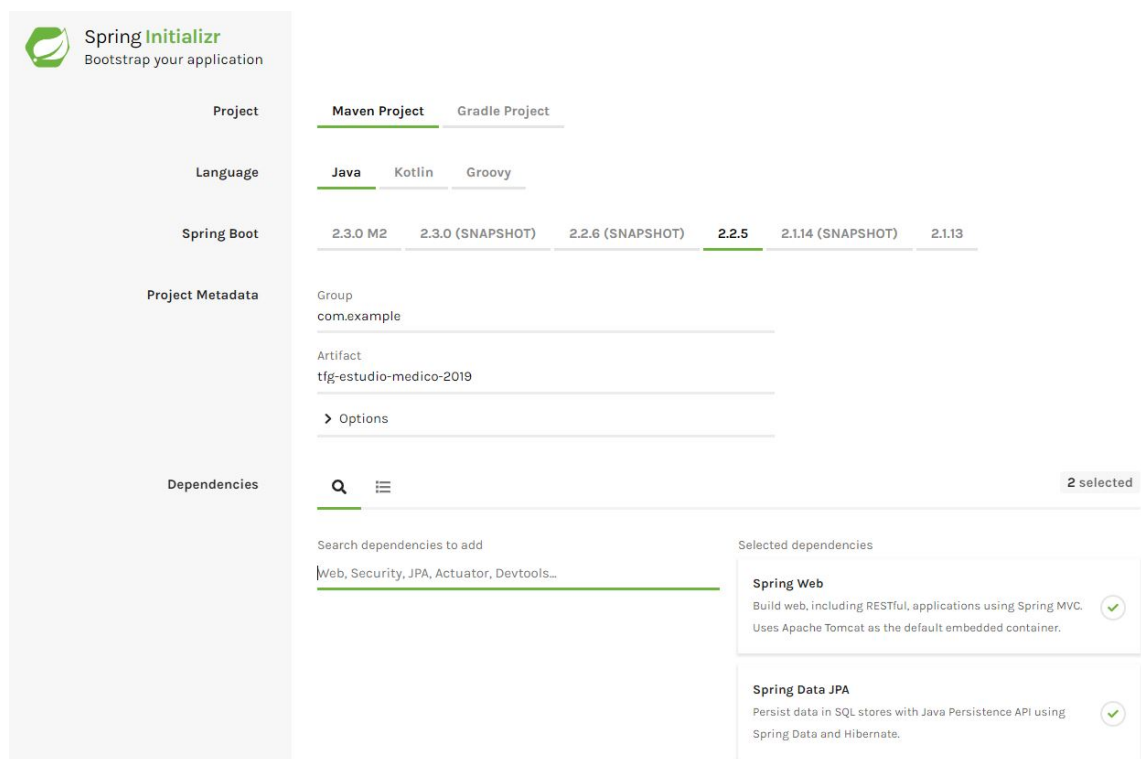 Spring Initializr
Bootstrap your application
Project
Maven Project Gradle Project
Language
Java Kotlin Groovy
Spring Boot
2.3.0 M2 2.3.0 (SNAPSHOT) 2.2.6 (SNAPSHOT) 2.2.5 2.1.14 (SNAPSHOT) 2.1.13
Project Metadata
Group
com.example
Artifact
tfg-estudio-medico-2019
Options
Dependencies
2 selected
Search dependencies to add
Web, Security, JPA, Actuator, Devtools...
Selected dependencies
Spring Web
Build web, including RESTful, applications using Spring MVC.
Uses Apache Tomcat as the default embedded container.
Spring Data JPA
Persist data in SQL stores with Java Persistence API using
Spring Data and Hibernate.